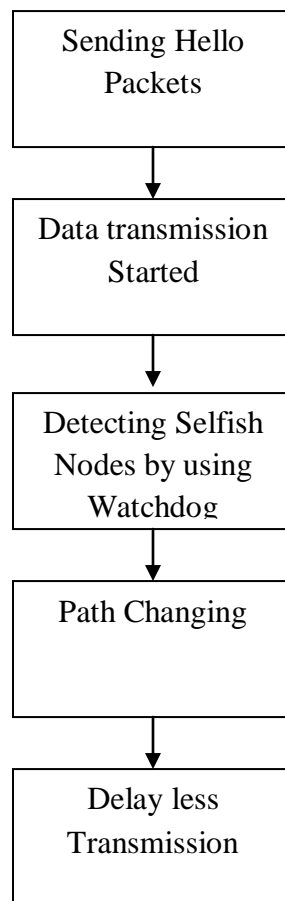 Sending Hello
Packets
Data transmission
Started
Detecting Selfish
Nodes by using
Watchdog
Path Changing
Delay less
Transmission